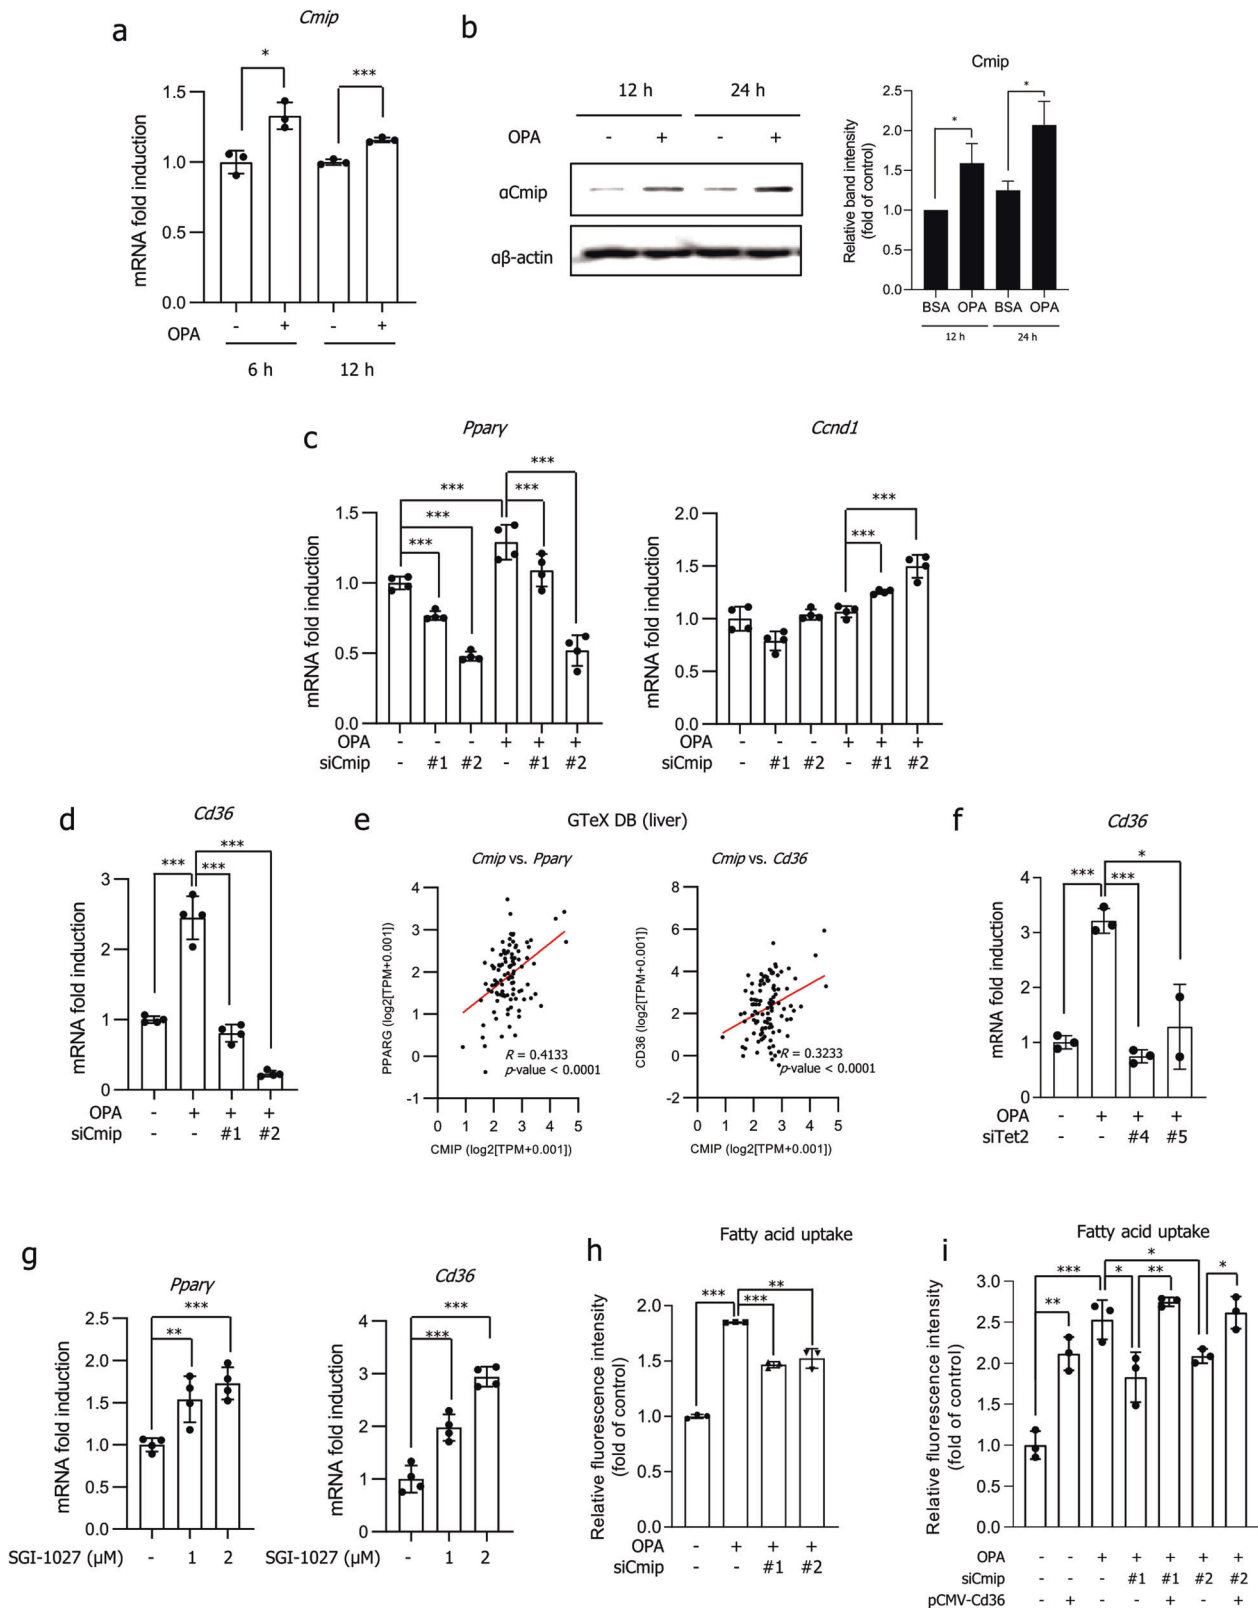 a
Cmip
*
***
mRNA fold induction
1.5
1.0
0.5
0.0
OPA - + - +
6 h 12 h
b
12 h 24 h
OPA - + - +
αCmip
αβ-actin
Cmip
*
*
Relative band intensity
(fold of control)
2.5
2.0
1.5
1.0
0.5
0.0
BSA OPA BSA OPA
12 h 24 h
c
Pparγ
***
***
***
***
***
mRNA fold induction
1.5
1.0
0.5
0.0
OPA - - - + + +
siCmip - #1 #2 - #1 #2
Ccnd1
***
***
mRNA fold induction
2.0
1.5
1.0
0.5
0.0
OPA - - - + + +
siCmip - #1 #2 - #1 #2
d
Cd36
***
*** ***
mRNA fold induction
3
2
1
0
OPA - + + +
siCmip - - #1 #2
e
GTeX DB (liver)
Cmip vs. Pparγ
PPARG (log2[TPM+0.001])
4
3
2
1
0
-1
R = 0.4133
p-value < 0.0001
0 1 2 3 4 5
CMIP (log2[TPM+0.001])
Cmip vs. Cd36
CD36 (log2[TPM+0.001])
8
6
4
2
0
-2
R = 0.3233
p-value < 0.0001
0 1 2 3 4 5
CMIP (log2[TPM+0.001])
f
Cd36
*
*** ***
mRNA fold induction
4
3
2
1
0
OPA - + + +
siTet2 - - #4 #5
g
Pparγ
***
**
mRNA fold induction
2.5
2.0
1.5
1.0
0.5
0.0
SGI-1027 (μM) - 1 2
Cd36
***
***
mRNA fold induction
4
3
2
1
0
SGI-1027 (μM) - 1 2
h
Fatty acid uptake
**
*** ***
Relative fluorescence intensity
(fold of control)
2.0
1.5
1.0
0.5
0.0
OPA - + + +
siCmip - - #1 #2
i
Fatty acid uptake
*
*** * ** *
**
Relative fluorescence intensity
(fold of control)
3.0
2.5
2.0
1.5
1.0
0.5
0.0
OPA - - + + + + +
siCmip - - - #1 #1 #2 #2
pCMV-Cd36 - + - - + - +